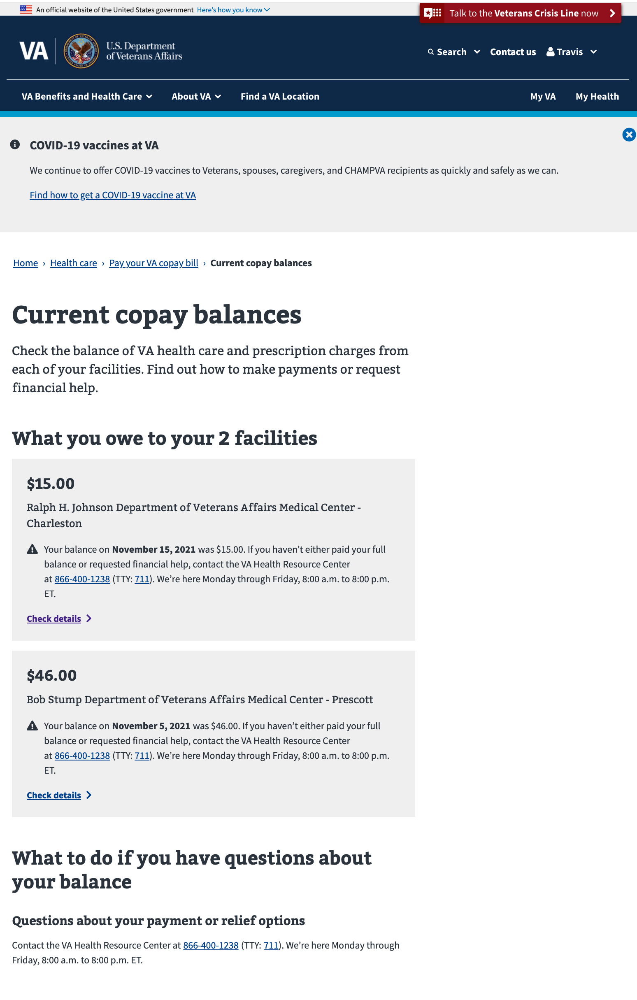 An official website of the United States government Here’s how you know
Talk to the Veterans Crisis Line now
VA
U.S. Department
of Veterans Affairs
Search
Contact us
Travis
VA Benefits and Health Care
About VA
Find a VA Location
My VA
My Health
COVID-19 vaccines at VA
We continue to offer COVID-19 vaccines to Veterans, spouses, caregivers, and CHAMPVA recipients as quickly and safely as we can.
Find how to get a COVID-19 vaccine at VA
Home › Health care › Pay your VA copay bill › Current copay balances
Current copay balances
Check the balance of VA health care and prescription charges from
each of your facilities. Find out how to make payments or request
financial help.
What you owe to your 2 facilities
$15.00
Ralph H. Johnson Department of Veterans Affairs Medical Center -
Charleston
Your balance on November 15, 2021 was $15.00. If you haven’t either paid your full
balance or requested financial help, contact the VA Health Resource Center
at 866-400-1238 (TTY: 711). We’re here Monday through Friday, 8:00 a.m. to 8:00 p.m.
ET.
Check details
$46.00
Bob Stump Department of Veterans Affairs Medical Center - Prescott
Your balance on November 5, 2021 was $46.00. If you haven’t either paid your full
balance or requested financial help, contact the VA Health Resource Center
at 866-400-1238 (TTY: 711). We’re here Monday through Friday, 8:00 a.m. to 8:00 p.m.
ET.
Check details
What to do if you have questions about
your balance
Questions about your payment or relief options
Contact the VA Health Resource Center at 866-400-1238 (TTY: 711). We’re here Monday through
Friday, 8:00 a.m. to 8:00 p.m. ET.